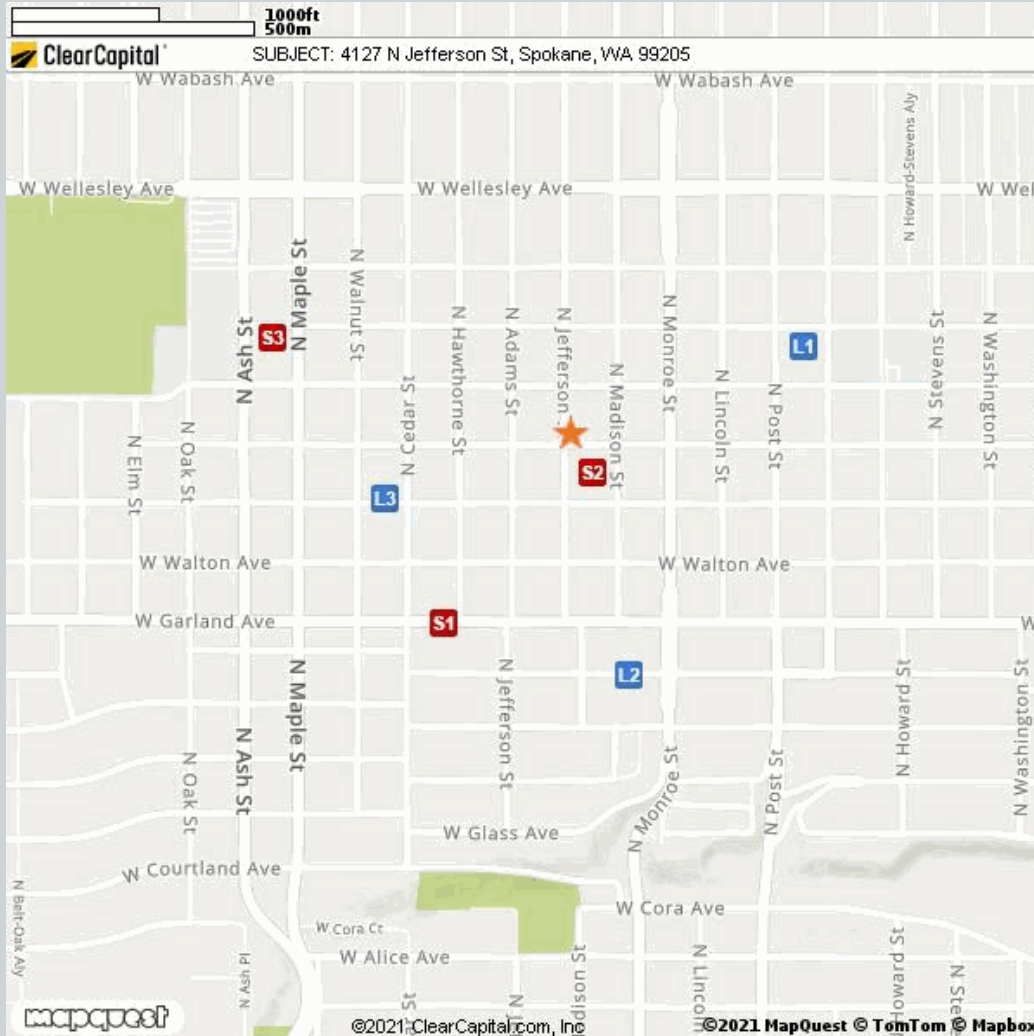 1000ft
500m
ClearCapital
SUBJECT: 4127 N Jefferson St, Spokane, WA 99205
W Wabash Ave
W Wabash Ave
N Howard-Stevens Aly
W Wellesley Ave
W Wellesley Ave
W Wel
N Maple St
N Walnut St
N Ash St
S3
N Hawthorne St
N Adams St
N Jefferson
N Monroe St
L1
N Stevens St
N Washington St
N Cedar St
N Madison St
N Lincoln St
N Post St
N Elm St
N Oak St
S2
L3
W Walton Ave
W Walton Ave
W Garland Ave
S1
W
N Maple St
N Jefferson St
L2
N Howard St
N Washington St
N Ash St
N Oak St
N Monroe St
N Post St
W Glass Ave
W Courtland Ave
N Belt-Oak Aly
W Cora Ave
W Cora Ct
W Alice Ave
N Ash Pl
St
N J
dison St
N Lincoln
N Howard St
N Stev
mapquest
©2021 ClearCapital.com, Inc
©2021 MapQuest © TomTom © Mapbox